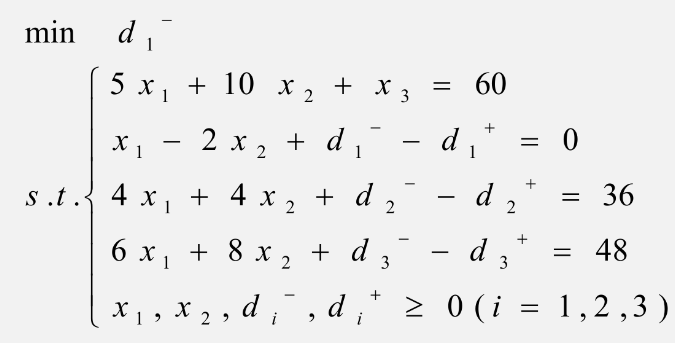 min d₁⁻
s.t.
5x₁ + 10x₂ + x₃ = 60
x₁ − 2x₂ + d₁⁻ − d₁⁺ = 0
4x₁ + 4x₂ + d₂⁻ − d₂⁺ = 36
6x₁ + 8x₂ + d₃⁻ − d₃⁺ = 48
x₁, x₂, dᵢ⁻, dᵢ⁺ ≥ 0 (i = 1,2,3)